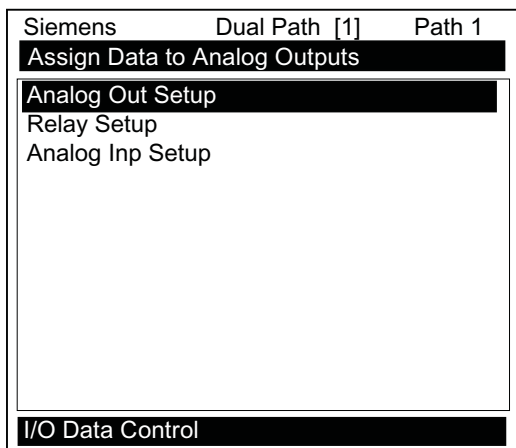 Siemens Dual Path [1] Path 1
Assign Data to Analog Outputs
Analog Out Setup
Relay Setup
Analog Inp Setup
I/O Data Control